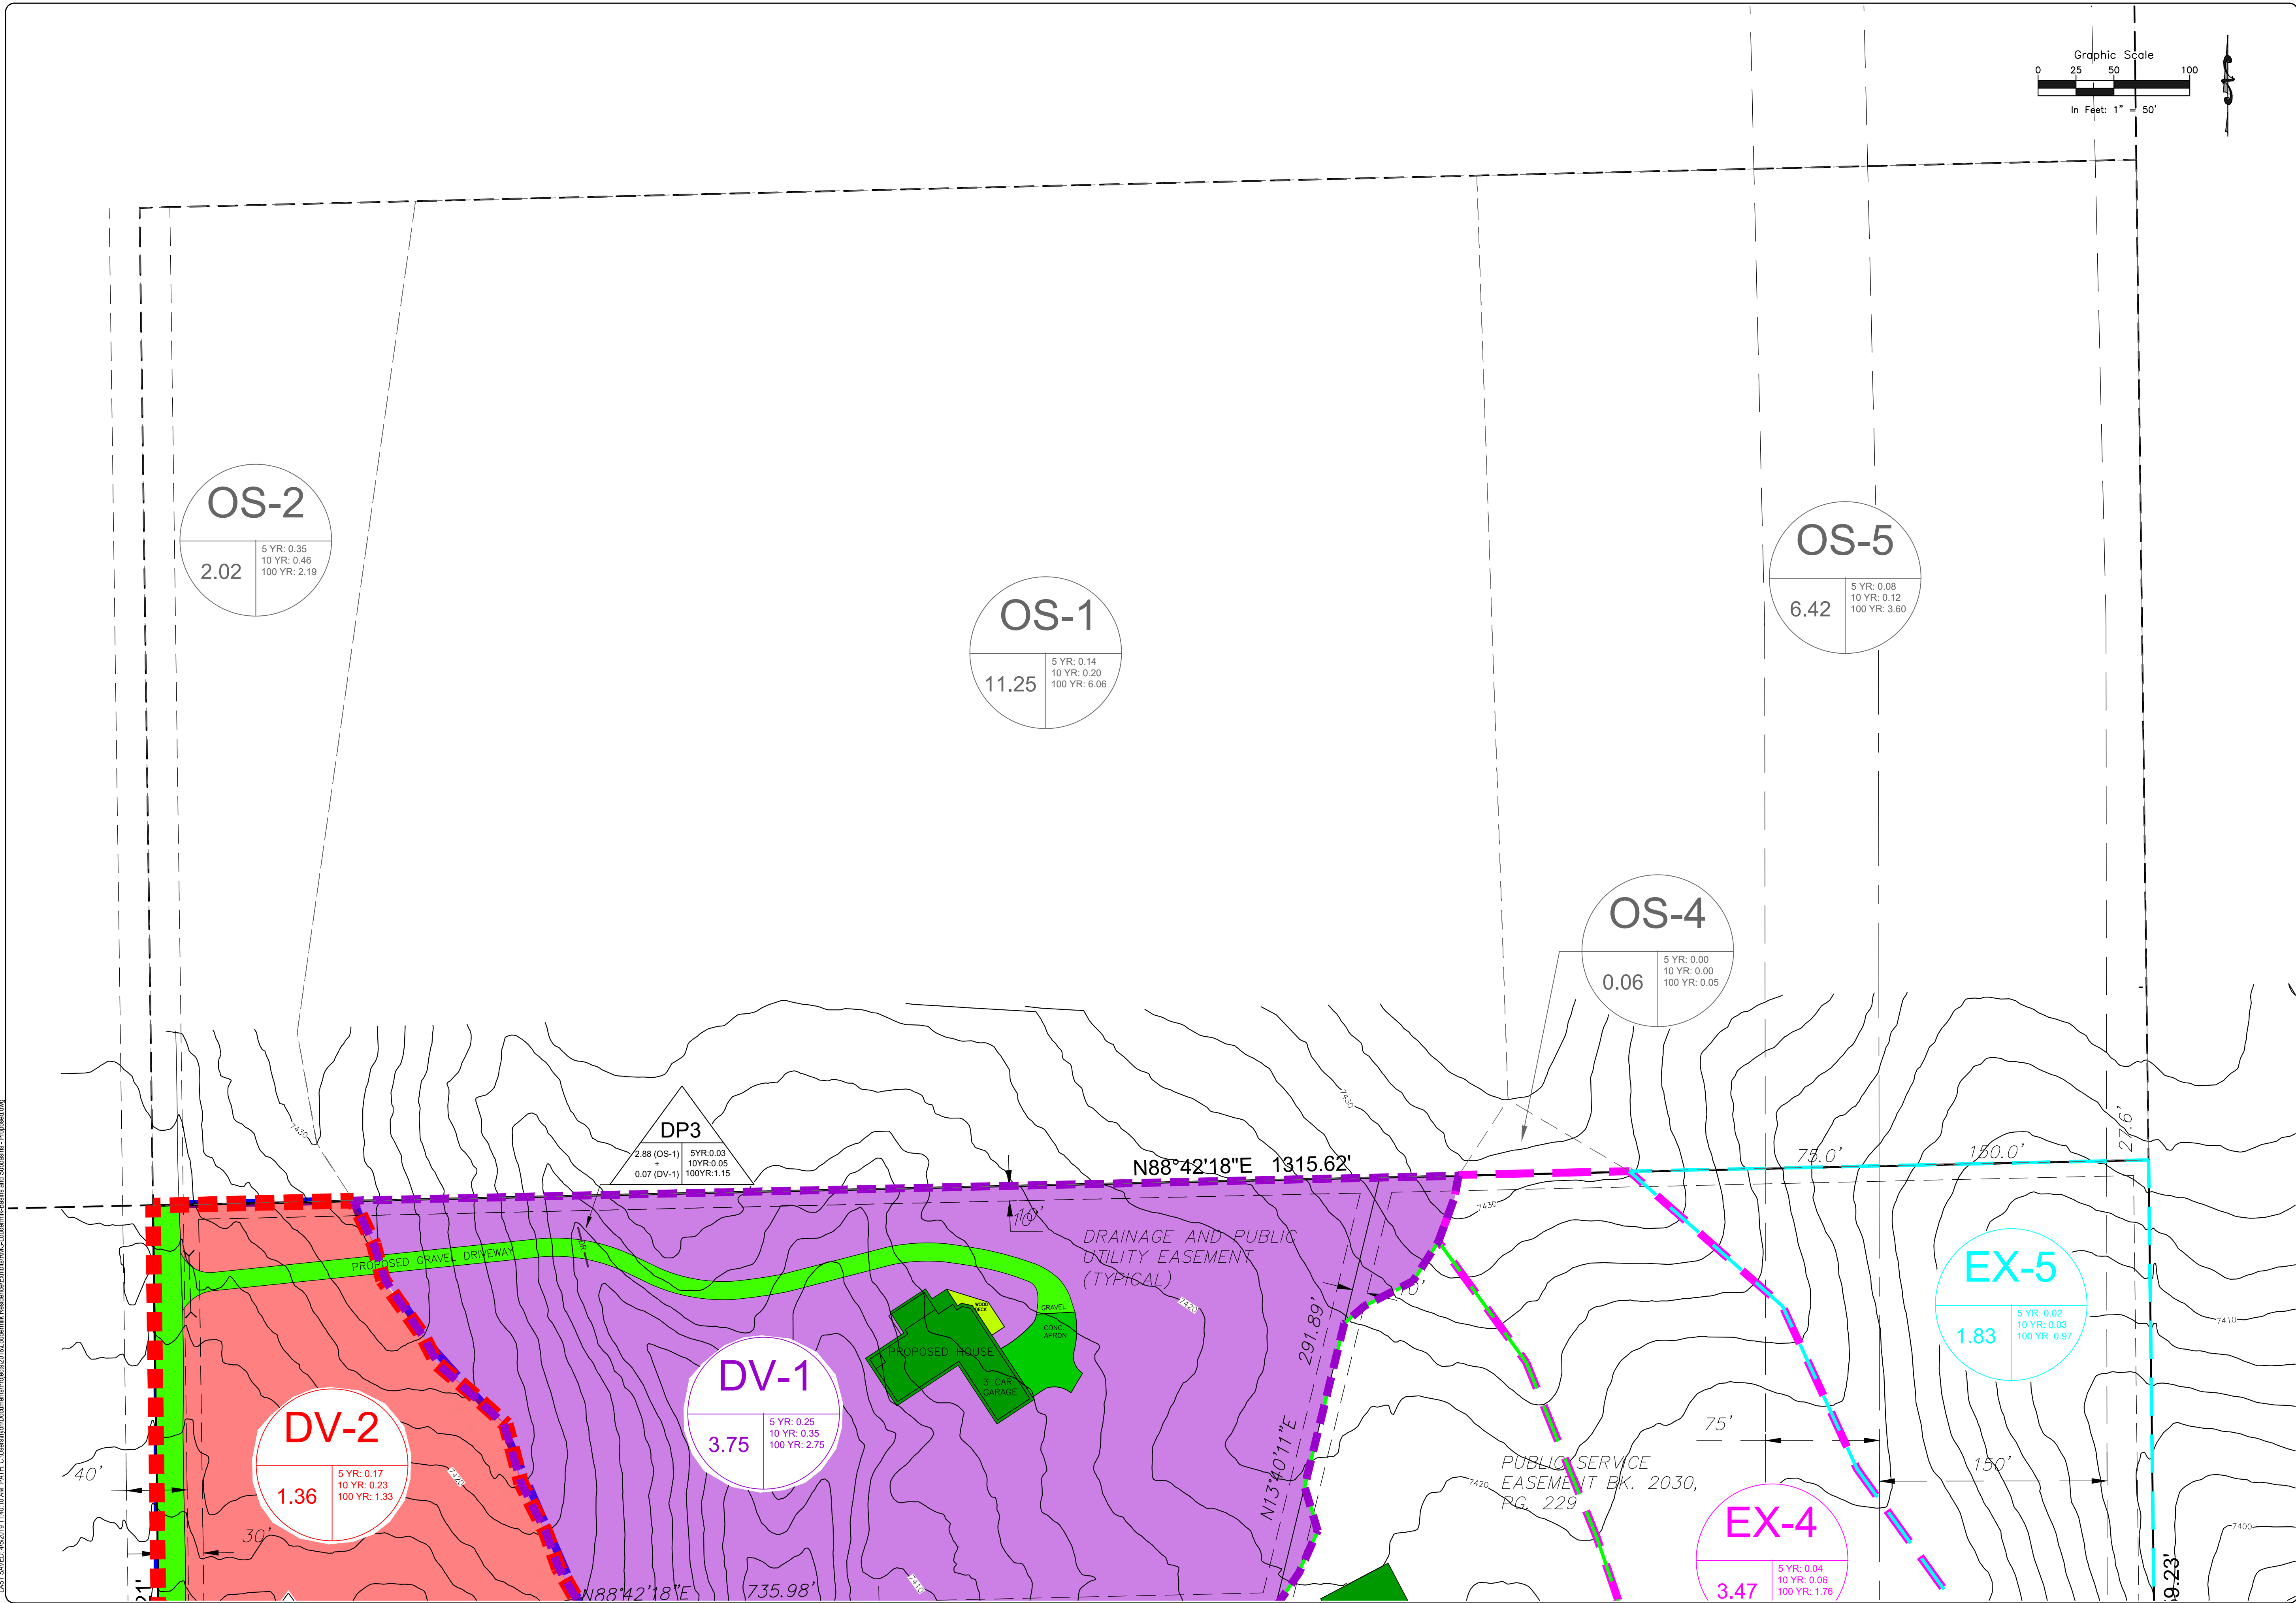 Graphic Scale
0 25 50 100
In Feet: 1" = 50'
OS-2
2.02
5 YR: 0.35
10 YR: 0.46
100 YR: 2.19
OS-1
11.25
5 YR: 0.14
10 YR: 0.20
100 YR: 6.06
OS-5
6.42
5 YR: 0.08
10 YR: 0.12
100 YR: 3.60
OS-4
0.06
5 YR: 0.00
10 YR: 0.00
100 YR: 0.05
7430
7430
DP3
2.88 (OS-1)
+
0.07 (DV-1)
5YR:0.03
10YR:0.05
100YR:1.15
N88°42'18"E 1315.62'
75.0'
150.0'
27.6'
7430
10'
10'
DRAINAGE AND PUBLIC
UTILITY EASEMENT
(TYPICAL)
PROPOSED GRAVEL DRIVEWAY
7420
10'
291.89'
N13°40'11"E
WOOD
DECK
GRAVEL
CONC.
APRON
PROPOSED HOUSE
3 CAR
GARAGE
EX-5
1.83
5 YR: 0.02
10 YR: 0.03
100 YR: 0.97
7410
DV-1
3.75
5 YR: 0.25
10 YR: 0.35
100 YR: 2.75
DV-2
1.36
5 YR: 0.17
10 YR: 0.23
100 YR: 1.33
40'
30'
7420
75'
150'
PUBLIC SERVICE
EASEMENT BK. 2030,
PG. 229
7420
7400
EX-4
3.47
5 YR: 0.04
10 YR: 0.06
100 YR: 1.76
7410
N88°42'18"E 735.98'
9.23'